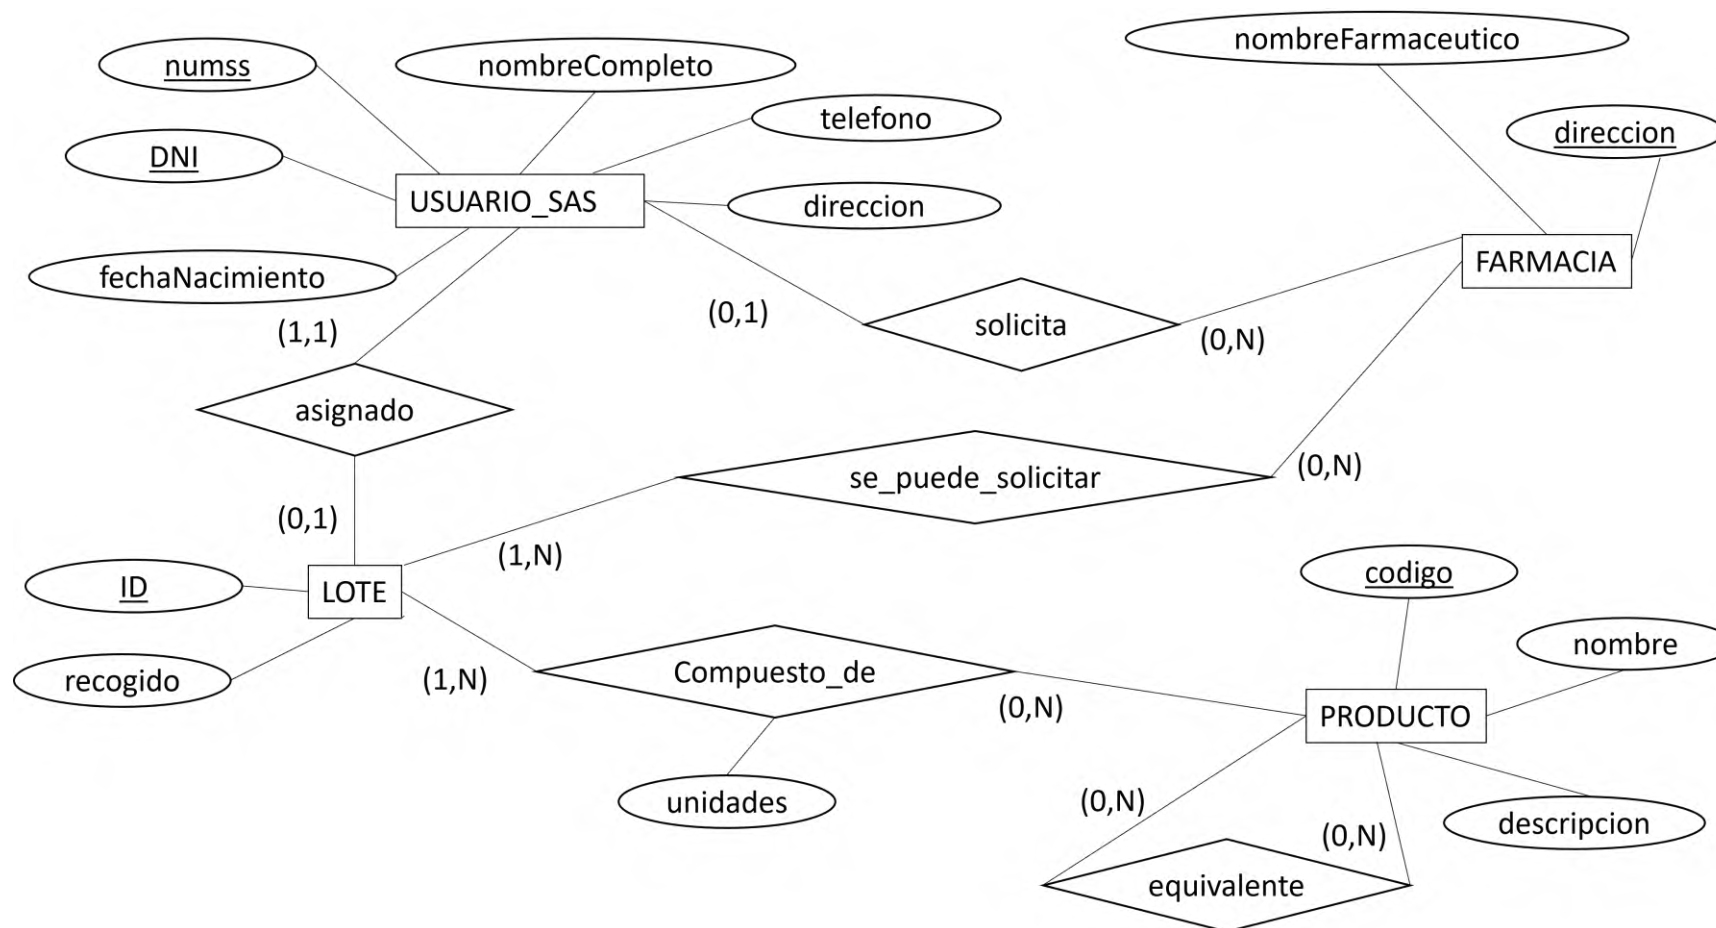 nombreFarmaceutico
numss
nombreCompleto
telefono
direccion
DNI
USUARIO_SAS
direccion
FARMACIA
fechaNacimiento
(1,1)
(0,1)
solicita
(0,N)
asignado
se_puede_solicitar
(0,N)
(0,1)
(1,N)
ID
LOTE
codigo
nombre
recogido
(1,N)
Compuesto_de
(0,N)
PRODUCTO
unidades
(0,N)
(0,N)
descripcion
equivalente